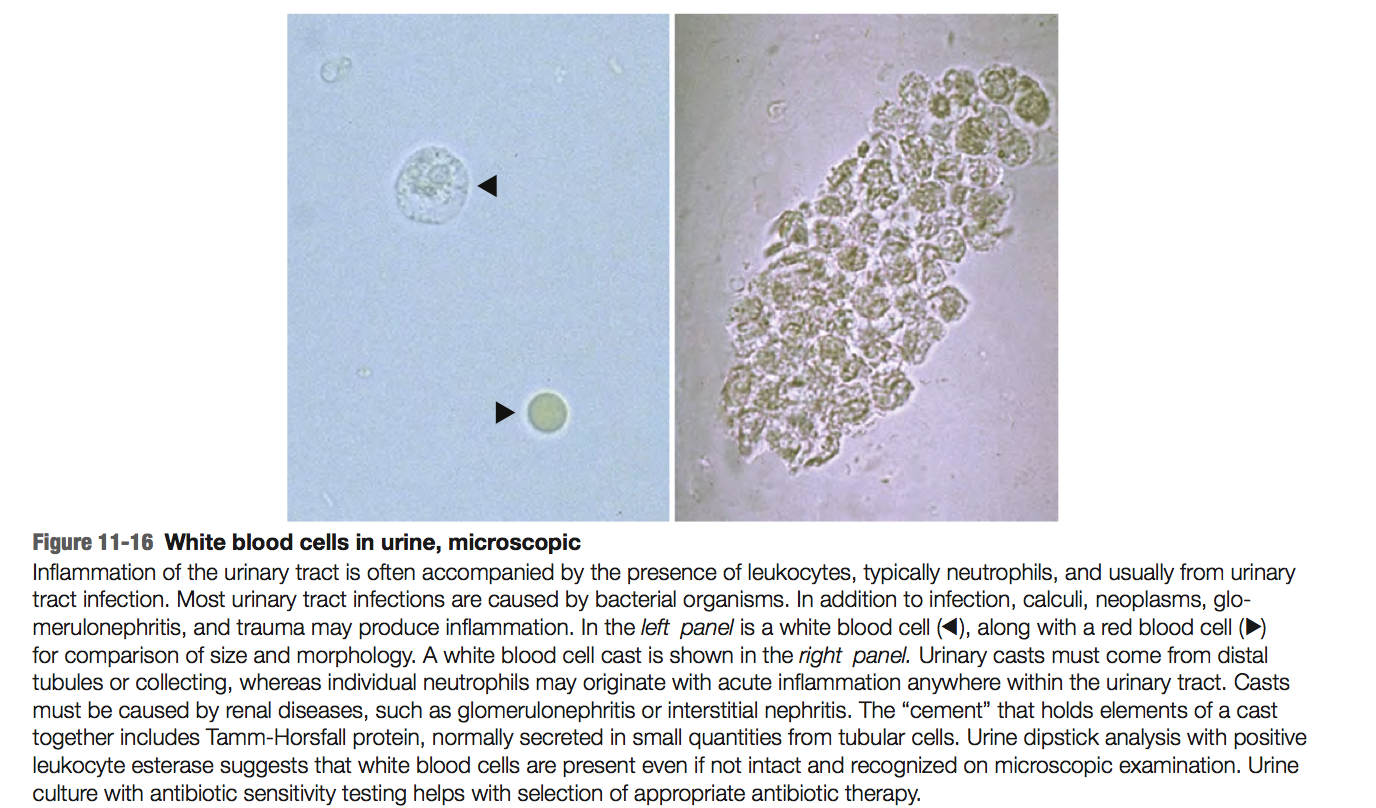 Figure 11-16 White blood cells in urine, microscopic
Inflammation of the urinary tract is often accompanied by the presence of leukocytes, typically neutrophils, and usually from urinary
tract infection. Most urinary tract infections are caused by bacterial organisms. In addition to infection, calculi, neoplasms, glo-
merulonephritis, and trauma may produce inflammation. In the left panel is a white blood cell (◀), along with a red blood cell (▶)
for comparison of size and morphology. A white blood cell cast is shown in the right panel. Urinary casts must come from distal
tubules or collecting, whereas individual neutrophils may originate with acute inflammation anywhere within the urinary tract. Casts
must be caused by renal diseases, such as glomerulonephritis or interstitial nephritis. The “cement” that holds elements of a cast
together includes Tamm-Horsfall protein, normally secreted in small quantities from tubular cells. Urine dipstick analysis with positive
leukocyte esterase suggests that white blood cells are present even if not intact and recognized on microscopic examination. Urine
culture with antibiotic sensitivity testing helps with selection of appropriate antibiotic therapy.